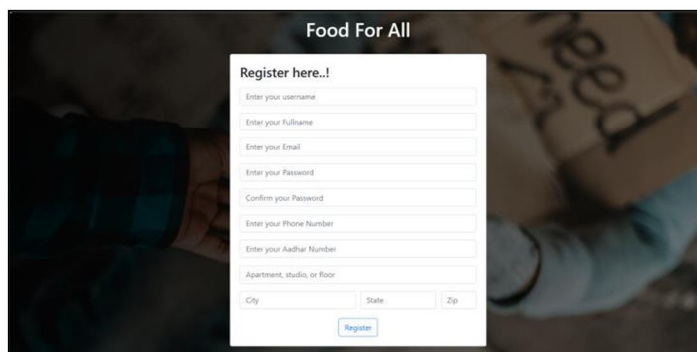 Food For All
Register here..!
Enter your username
Enter your Fullname
Enter your Email
Enter your Password
Confirm your Password
Enter your Phone Number
Enter your Aadhar Number
Apartment, studio, or floor
City State Zip
Register
need